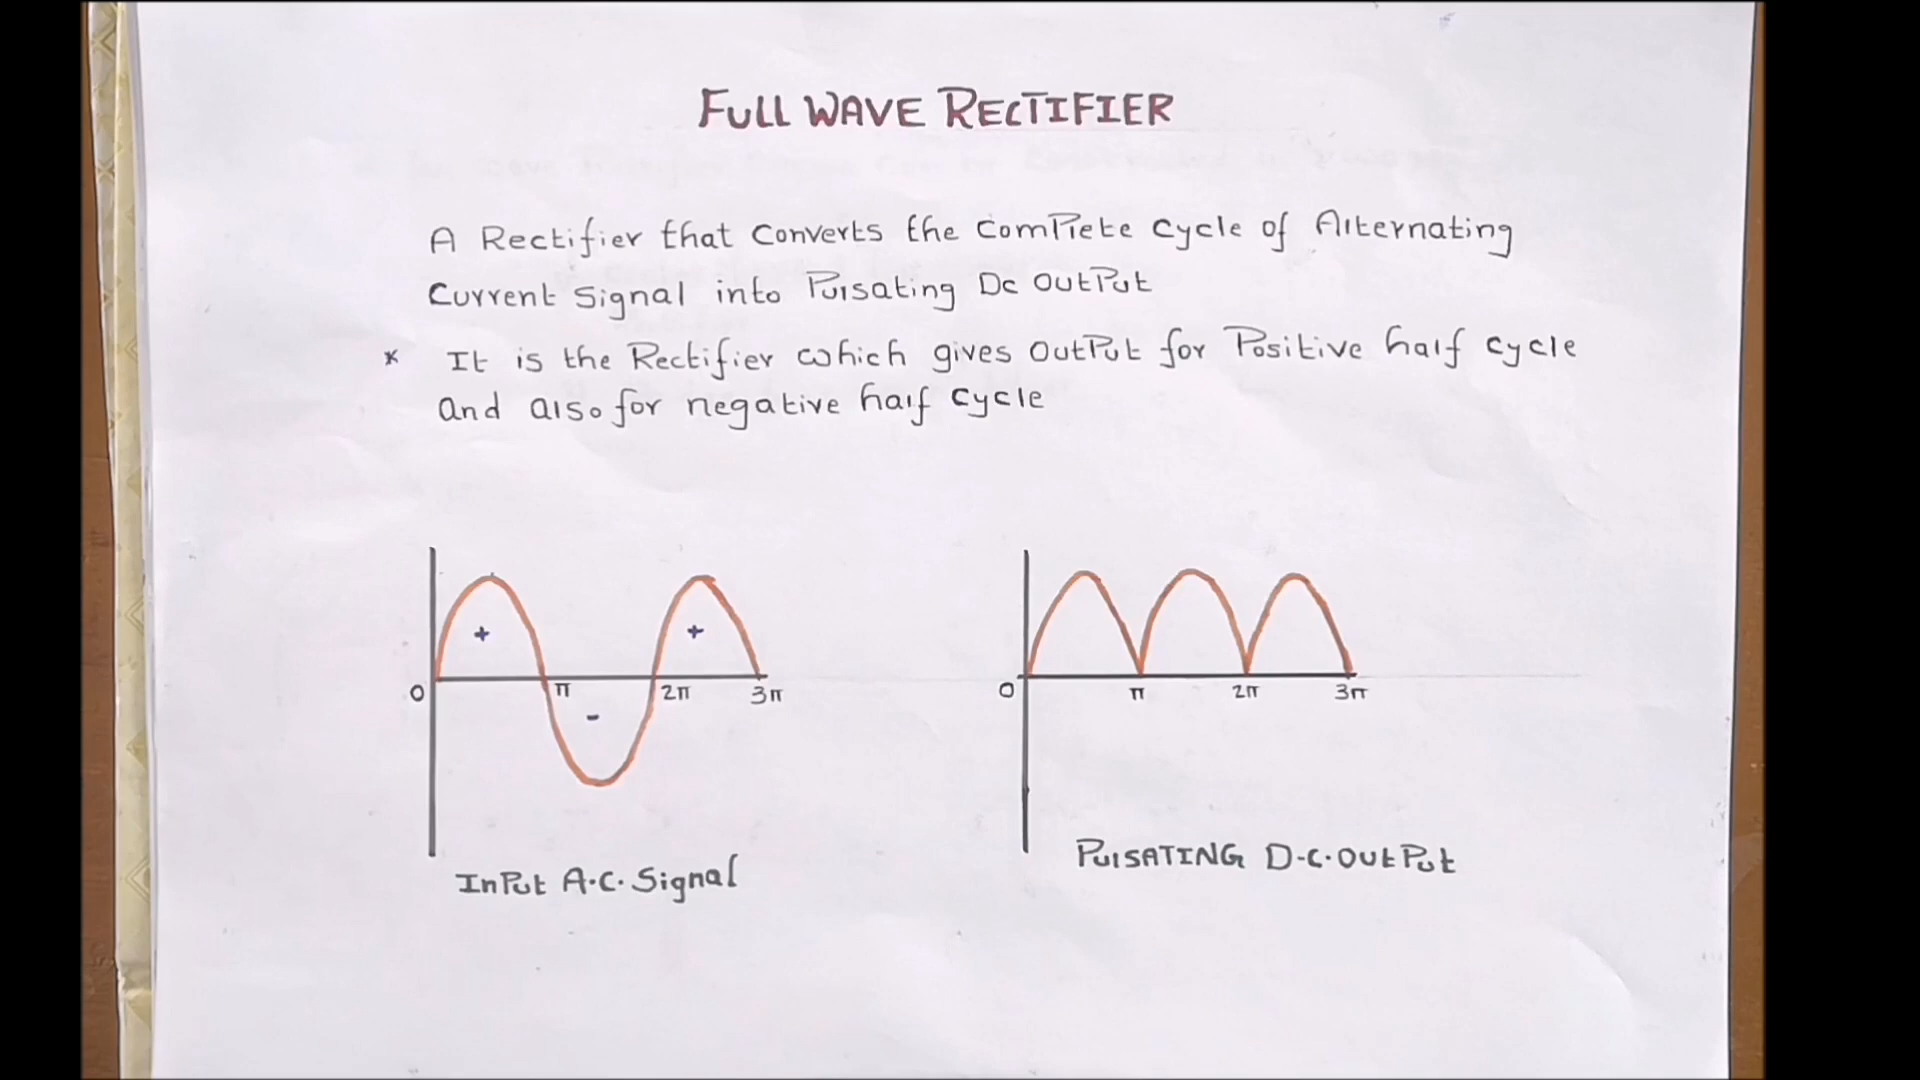 FULL WAVE RECTIFIER
A Rectifier that converts the complete cycle of Alternating
Current Signal into Pulsating Dc output
* It is the Rectifier which gives output for Positive half cycle
and also for negative half cycle
+ +
0 π 2π 3π
-
Input A.C. Signal
0 π 2π 3π
PulSATING D.C. OutPut